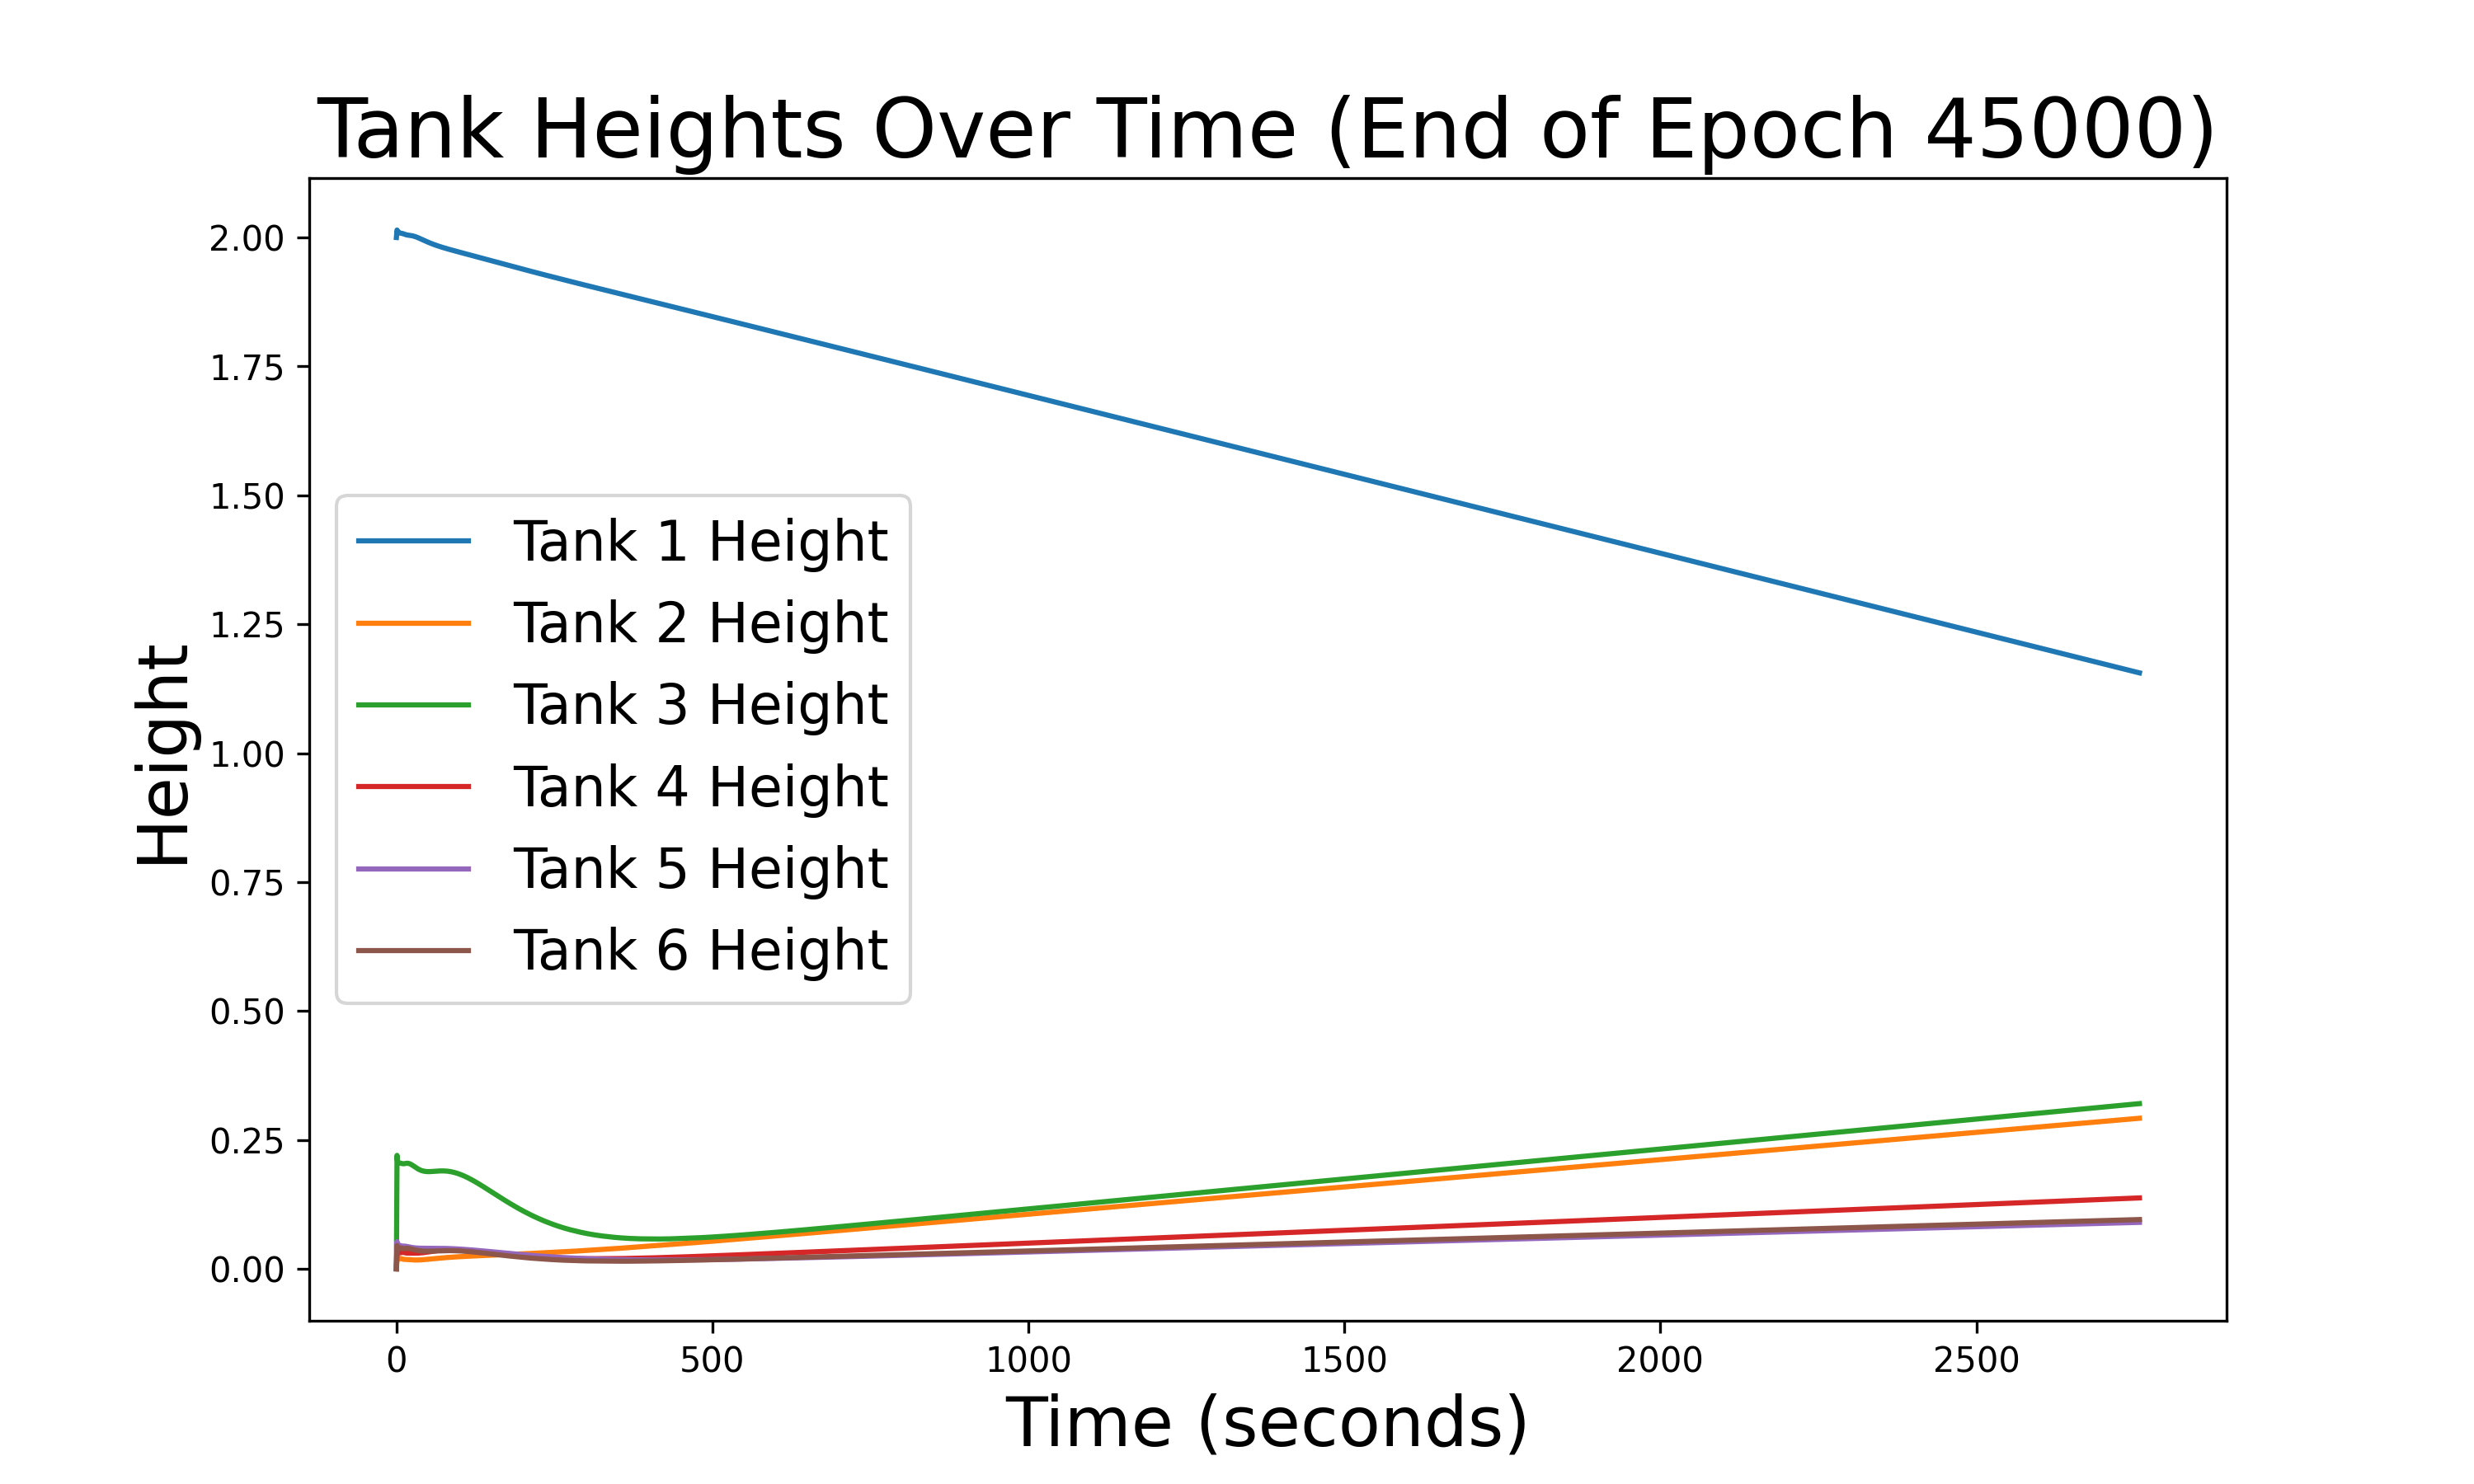 Tank Heights Over Time (End of Epoch 45000)
Height
2.00
1.75
1.50
1.25
1.00
0.75
0.50
0.25
0.00
Tank 1 Height
Tank 2 Height
Tank 3 Height
Tank 4 Height
Tank 5 Height
Tank 6 Height
0 500 1000 1500 2000 2500
Time (seconds)